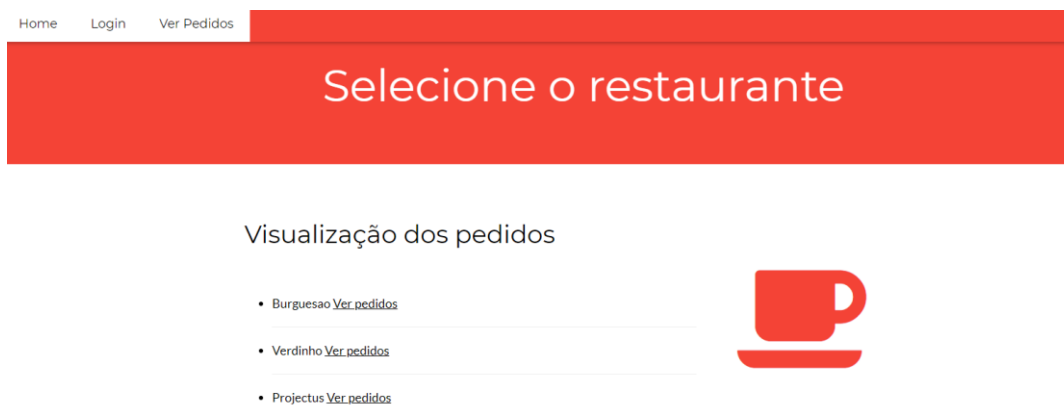 Home Login Ver Pedidos
Selecione o restaurante
Visualização dos pedidos
Burguesao Ver pedidos
Verdinho Ver pedidos
Projectus Ver pedidos